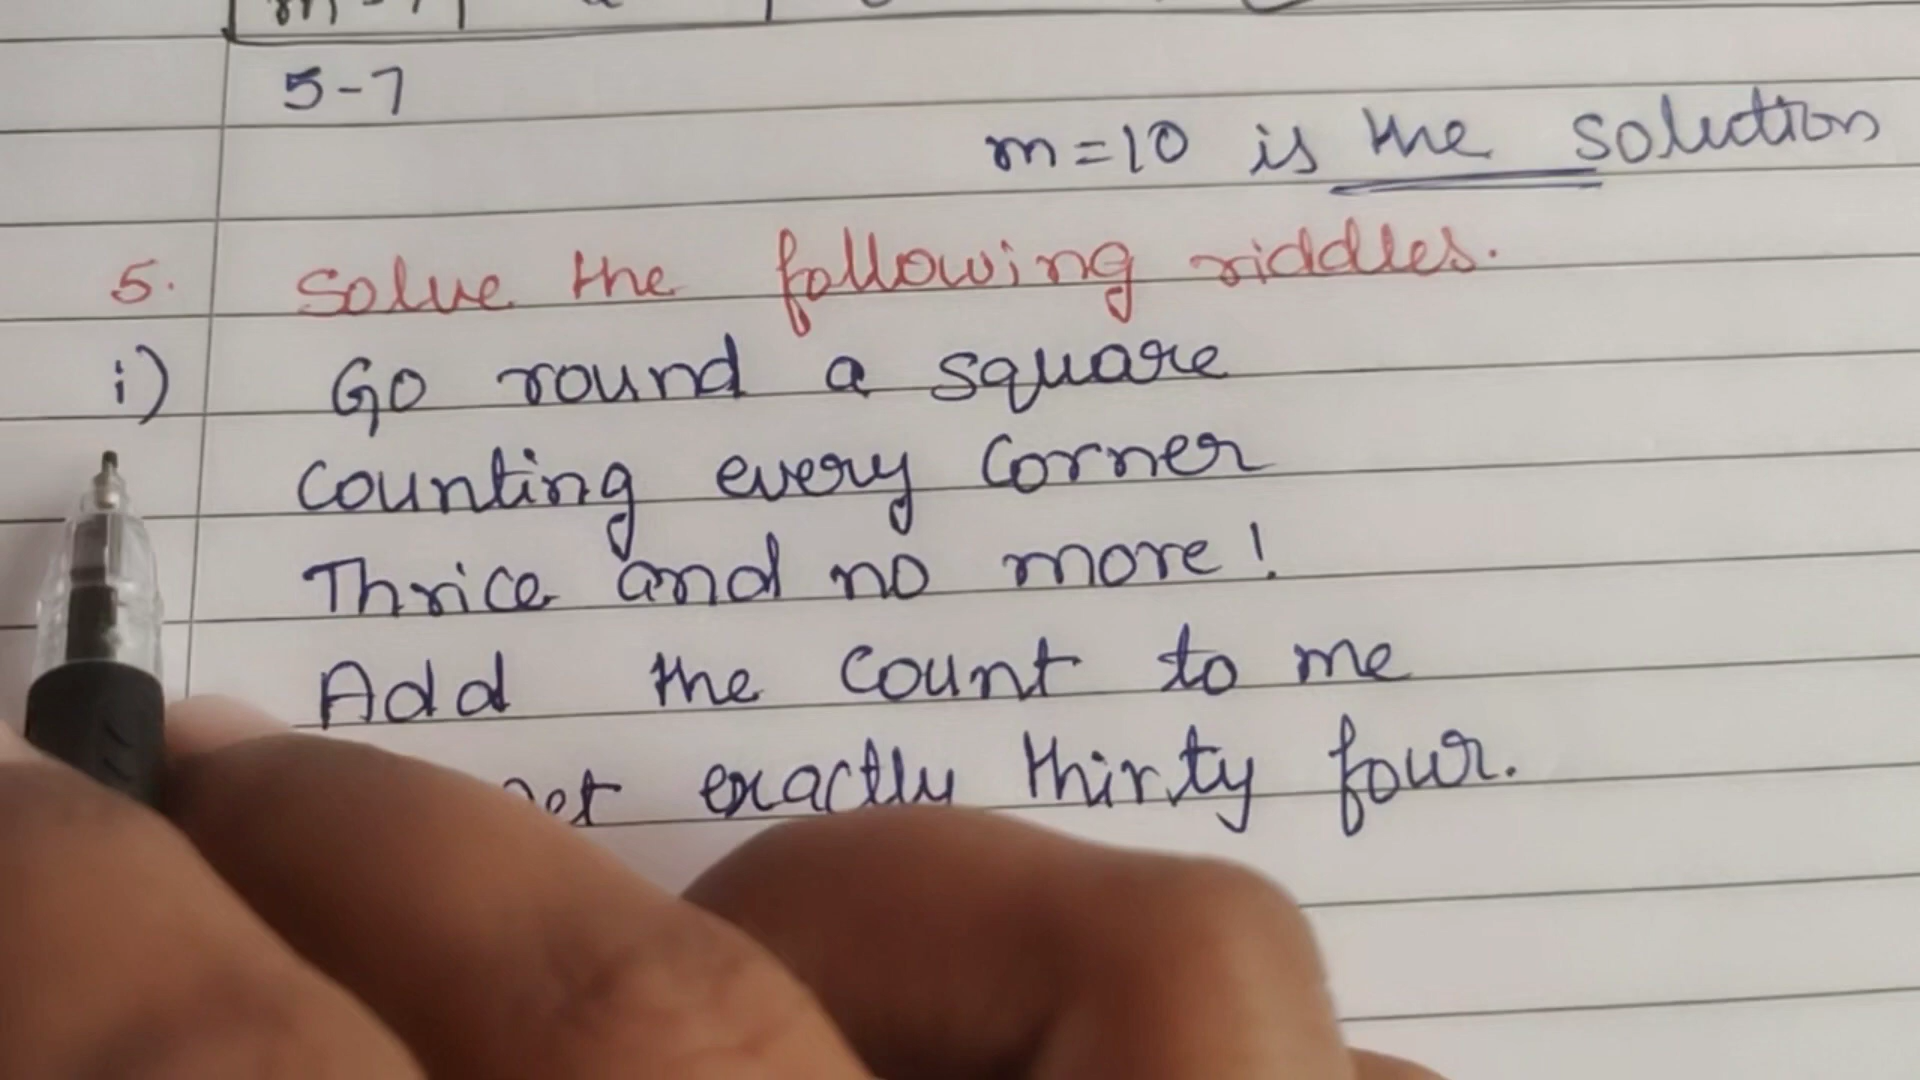 5-7
m=10 is the solution
5. Solve the following riddles.
i) Go round a square
Counting every corner
Thrice and no more!
Add the count to me
exactly thirty four.